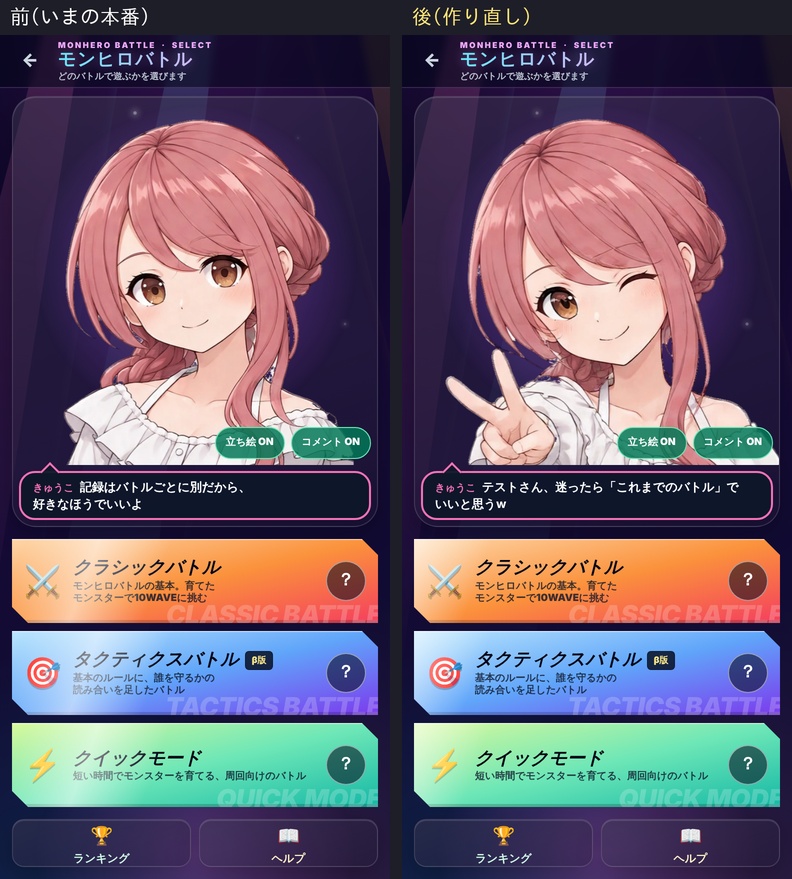 前(いまの本番)
MONHERO BATTLE · SELECT
モンヒロバトル
どのバトルで遊ぶかを選びます
立ち絵 ON
コメント ON
きゅうこ 記録はバトルごとに別だから、
好きなほうでいいよ
クラシックバトル
モンヒロバトルの基本。育てた
モンスターで10WAVEに挑む
?
CLASSIC BATTLE
タクティクスバトル β版
基本のルールに、誰を守るかの
読み合いを足したバトル
?
TACTICS BATTLE
クイックモード
短い時間でモンスターを育てる、周回向けのバトル
?
QUICK MODE
ランキング
ヘルプ
後(作り直し)
MONHERO BATTLE · SELECT
モンヒロバトル
どのバトルで遊ぶかを選びます
立ち絵 ON
コメント ON
きゅうこ テストさん、迷ったら「これまでのバトル」で
いいと思うw
クラシックバトル
モンヒロバトルの基本。育てた
モンスターで10WAVEに挑む
?
CLASSIC BATTLE
タクティクスバトル β版
基本のルールに、誰を守るかの
読み合いを足したバトル
?
TACTICS BATTLE
クイックモード
短い時間でモンスターを育てる、周回向けのバトル
?
QUICK MODE
ランキング
ヘルプ